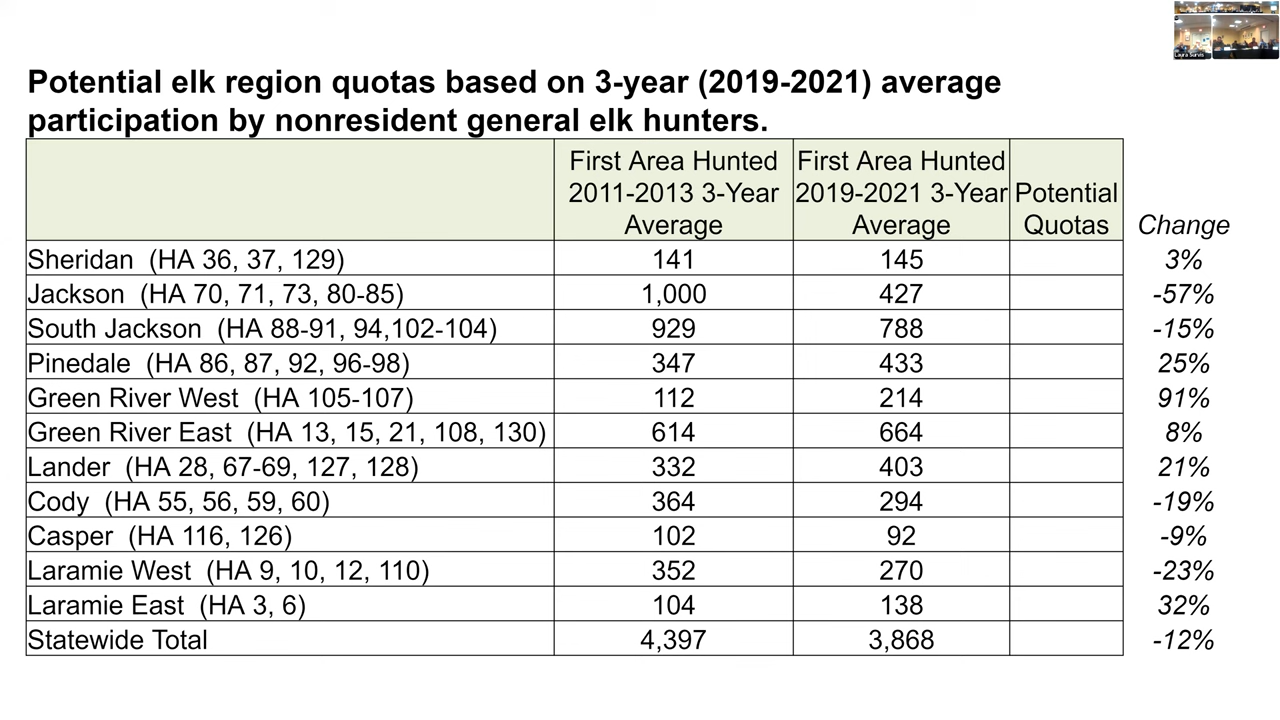 Laura Survis
Potential elk region quotas based on 3-year (2019-2021) average
participation by nonresident general elk hunters.
First Area Hunted 2011-2013 3-Year Average First Area Hunted 2019-2021 3-Year Average Potential Quotas Change
Sheridan (HA 36, 37, 129) 141 145 3%
Jackson (HA 70, 71, 73, 80-85) 1,000 427 -57%
South Jackson (HA 88-91, 94,102-104) 929 788 -15%
Pinedale (HA 86, 87, 92, 96-98) 347 433 25%
Green River West (HA 105-107) 112 214 91%
Green River East (HA 13, 15, 21, 108, 130) 614 664 8%
Lander (HA 28, 67-69, 127, 128) 332 403 21%
Cody (HA 55, 56, 59, 60) 364 294 -19%
Casper (HA 116, 126) 102 92 -9%
Laramie West (HA 9, 10, 12, 110) 352 270 -23%
Laramie East (HA 3, 6) 104 138 32%
Statewide Total 4,397 3,868 -12%